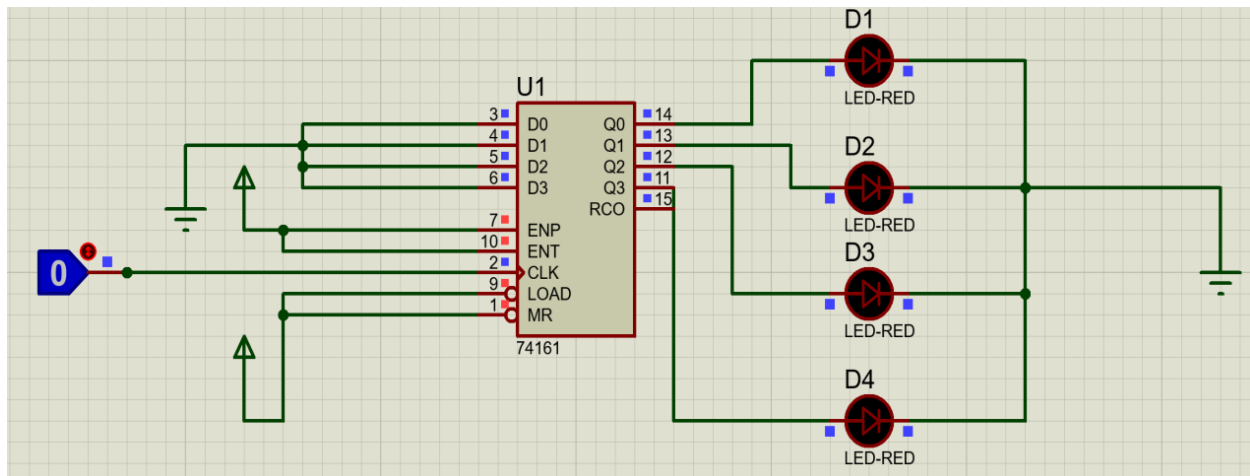 D1
LED-RED
U1
3 D0 Q0 14
4 D1 Q1 13
5 D2 Q2 12
6 D3 Q3 11
RCO 15
7 ENP
10 ENT
2 CLK
9 LOAD
1 MR
74161
0
D2
LED-RED
D3
LED-RED
D4
LED-RED